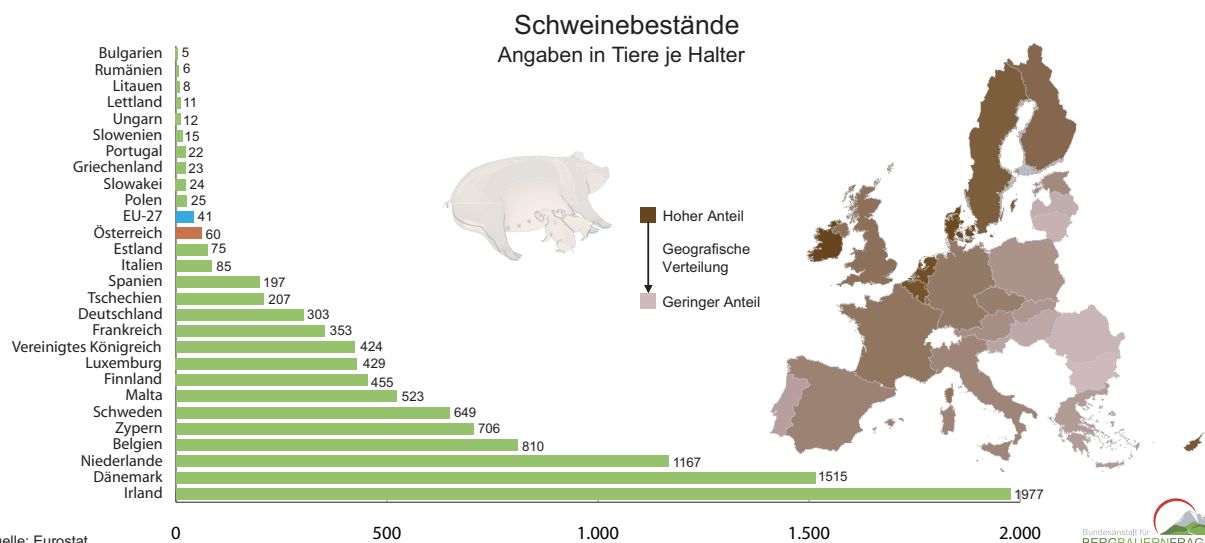 Schweinebestände
Angaben in Tiere je Halter
Bulgarien 5
Rumänien 6
Litauen 8
Lettland 11
Ungarn 12
Slowenien 15
Portugal 22
Griechenland 23
Slowakei 24
Polen 25
EU-27 41
Österreich 60
Estland 75
Italien 85
Spanien 197
Tschechien 207
Deutschland 303
Frankreich 353
Vereinigtes Königreich 424
Luxemburg 429
Finnland 455
Malta 523
Schweden 649
Zypern 706
Belgien 810
Niederlande 1167
Dänemark 1515
Irland 1977
0 500 1.000 1.500 2.000
Hoher Anteil
Geografische
Verteilung
Geringer Anteil
Eurostat
Bundesanstalt für